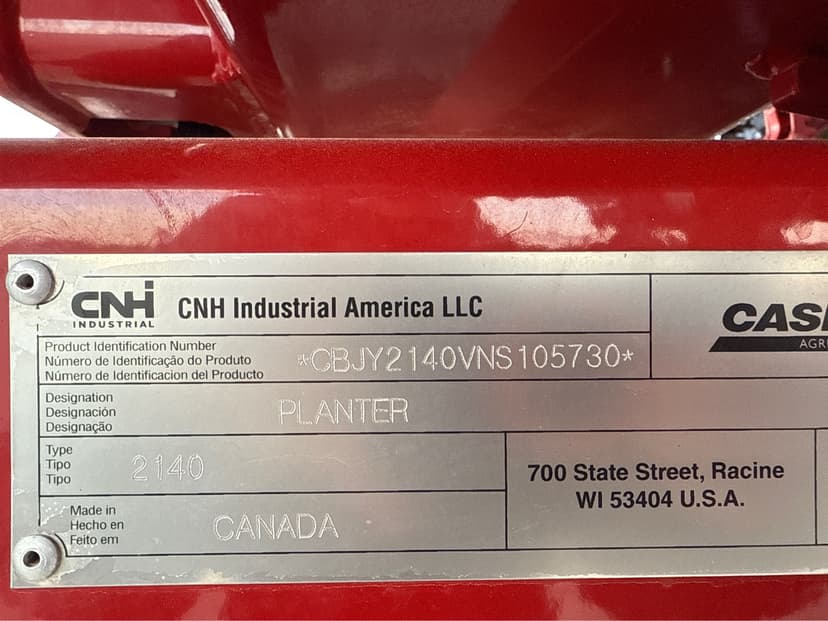 CNH
INDUSTRIAL
CNH Industrial America LLC
CASE
AGRI
Product Identification Number
Número de Identificação do Produto
Número de Identificacion del Producto
*CBJY2140VNS105730*
Designation
Designación
Designação
PLANTER
Type
Tipo
Tipo
2140
700 State Street, Racine
WI 53404 U.S.A.
Made in
Hecho en
Feito em
CANADA